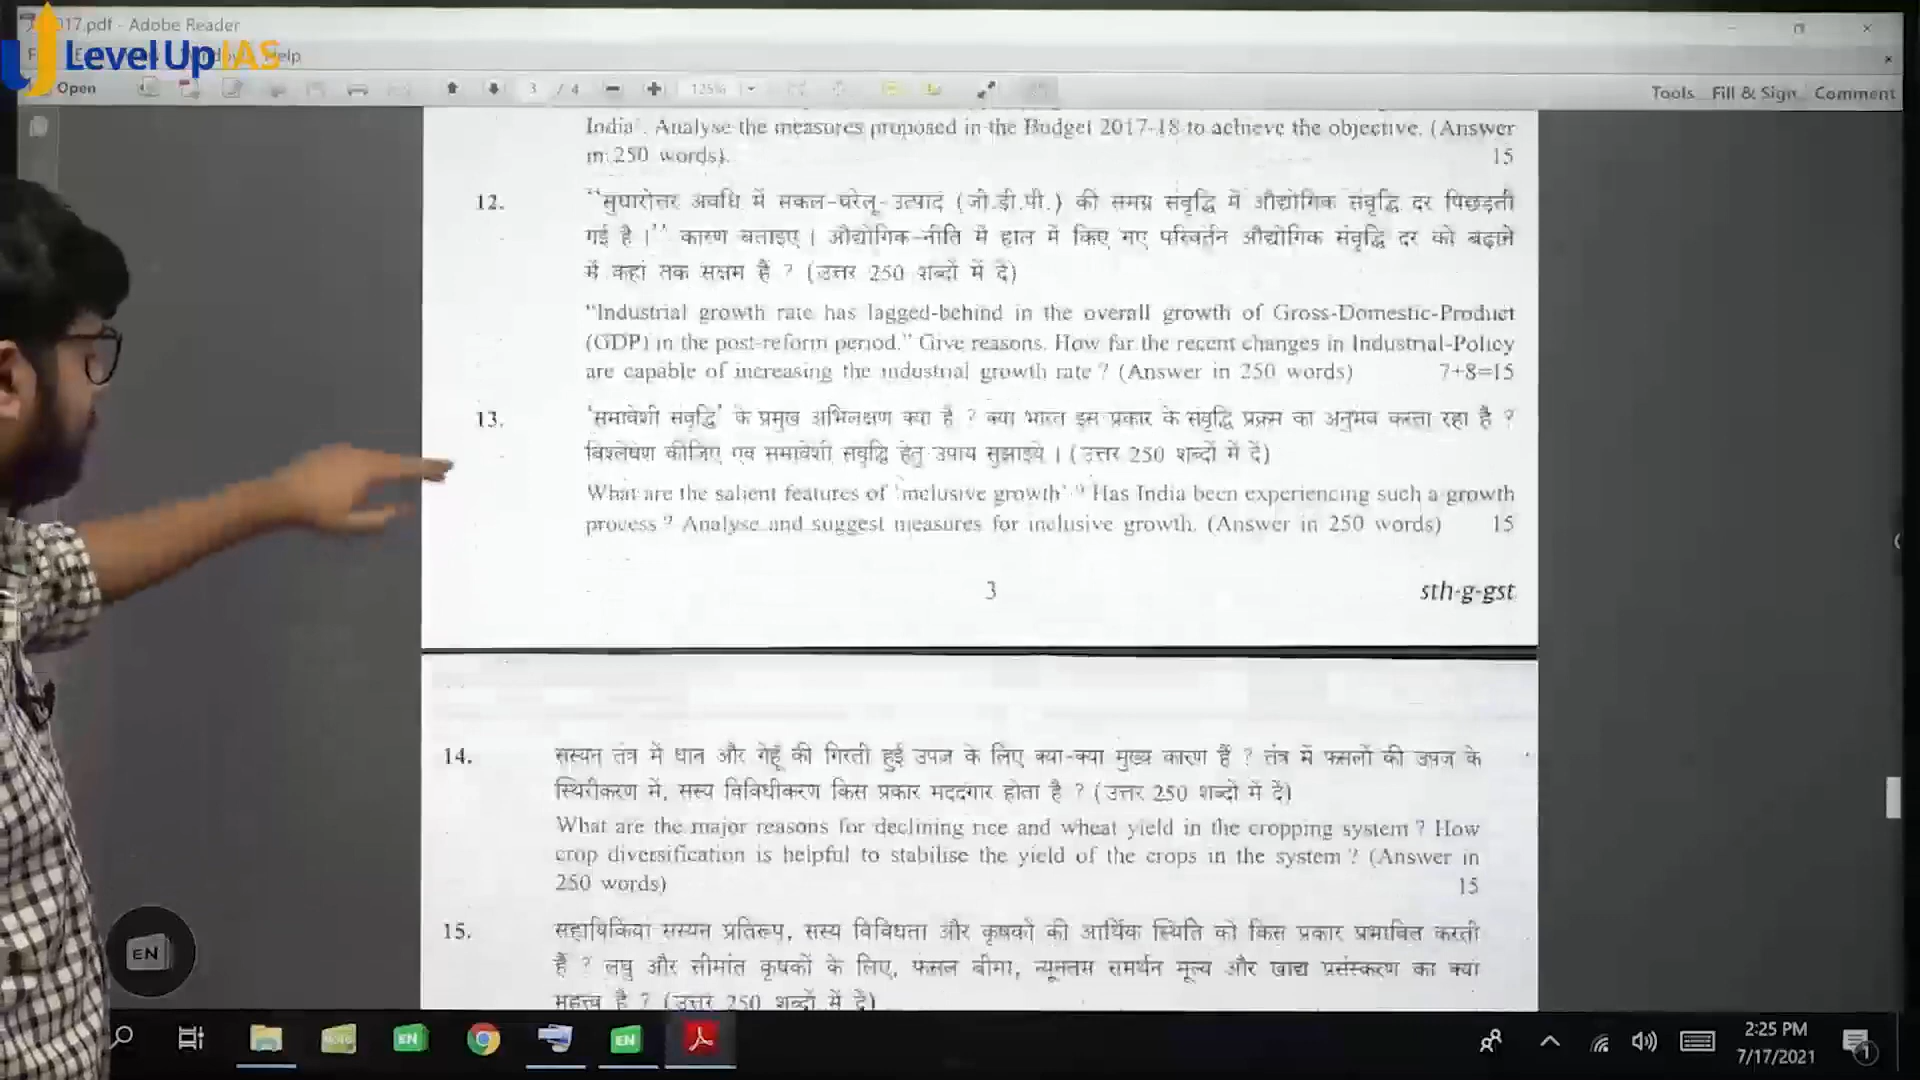 2017.pdf - Adobe Reader
LevelUp IAS
Help
Open
3 / 4
125%
Tools Fill & Sign Comment
India'. Analyse the measures proposed in the Budget 2017-18 to achieve the objective. (Answer
in 250 words). 15
12. "सुधारोत्तर अवधि में सकल-घरेलू-उत्पाद (जी.डी.पी.) की समग्र संवृद्धि में औद्योगिक संवृद्धि दर पिछड़ती
गई है ।" कारण बताइए । औद्योगिक-नीति में हाल में किए गए परिवर्तन औद्योगिक संवृद्धि दर को बढ़ाने
में कहां तक सक्षम हैं ? (उत्तर 250 शब्दों में दें)
"Industrial growth rate has lagged-behind in the overall growth of Gross-Domestic-Product
(GDP) in the post-reform period." Give reasons. How far the recent changes in Industrial-Policy
are capable of increasing the industrial growth rate ? (Answer in 250 words) 7+8=15
13. 'समावेशी संवृद्धि' के प्रमुख अभिलक्षण क्या है ? क्या भारत इस प्रकार के संवृद्धि प्रक्रम का अनुभव करता रहा है ?
विश्लेषण कीजिए एवं समावेशी संवृद्धि हेतु उपाय सुझाइये । (उत्तर 250 शब्दों में दें)
What are the salient features of 'inclusive growth' ? Has India been experiencing such a growth
process ? Analyse and suggest measures for inclusive growth. (Answer in 250 words) 15
3 sth-g-gst
14. सस्यन तंत्र में धान और गेहूँ की गिरती हुई उपज के लिए क्या-क्या मुख्य कारण हैं ? तंत्र में फसलों की उपज के
स्थिरीकरण में, सस्य विविधीकरण किस प्रकार मददगार होता है ? (उत्तर 250 शब्दों में दें)
What are the major reasons for declining rice and wheat yield in the cropping system ? How
crop diversification is helpful to stabilise the yield of the crops in the system ? (Answer in
250 words) 15
15. सहायिकियां सस्यन प्रतिरूप, सस्य विविधता और कृषकों की आर्थिक स्थिति को किस प्रकार प्रभावित करती
हैं ? लघु और सीमांत कृषकों के लिए, फसल बीमा, न्यूनतम समर्थन मूल्य और खाद्य प्रसंस्करण का क्या
महत्त्व है ? (उत्तर 250 शब्दों में दें)
EN
EN
EN
2:25 PM
7/17/2021
1